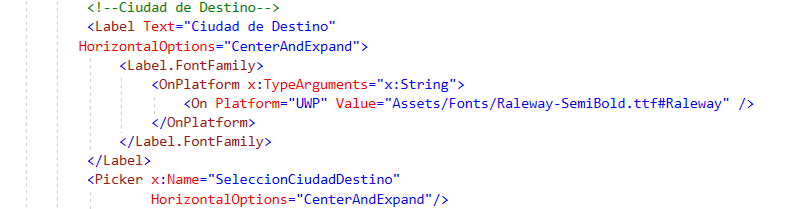 <!--Ciudad de Destino-->
<Label Text="Ciudad de Destino"
HorizontalOptions="CenterAndExpand">
<Label.FontFamily>
<OnPlatform x:TypeArguments="x:String">
<On Platform="UWP" Value="Assets/Fonts/Raleway-SemiBold.ttf#Raleway" />
</OnPlatform>
</Label.FontFamily>
</Label>
<Picker x:Name="SeleccionCiudadDestino"
HorizontalOptions="CenterAndExpand"/>